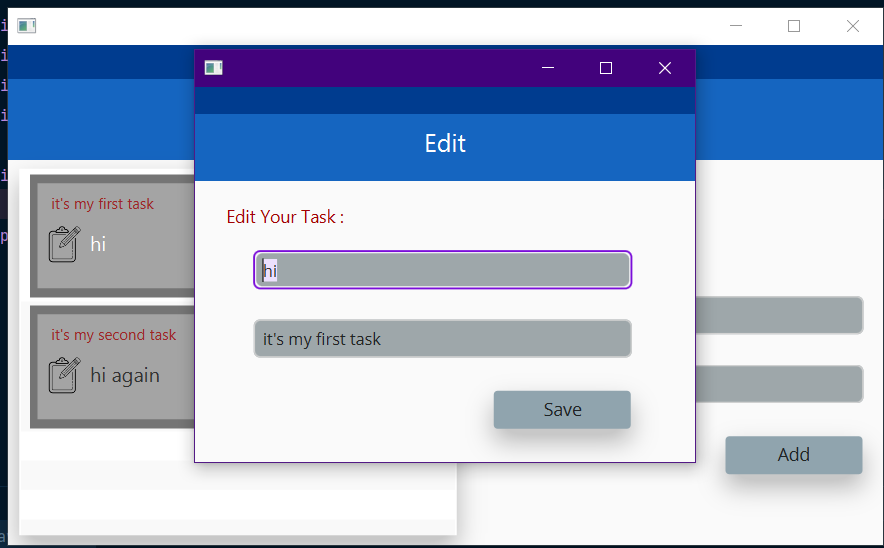 Edit
it's my first task
hi
it's my second task
hi again
Edit Your Task :
hi
it's my first task
Save
Add